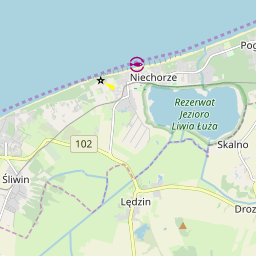 Pog
Niechorze
Rezerwat
Jezioro
Liwia Łuża
102
Skalno
Śliwin
Lędzin
Droz